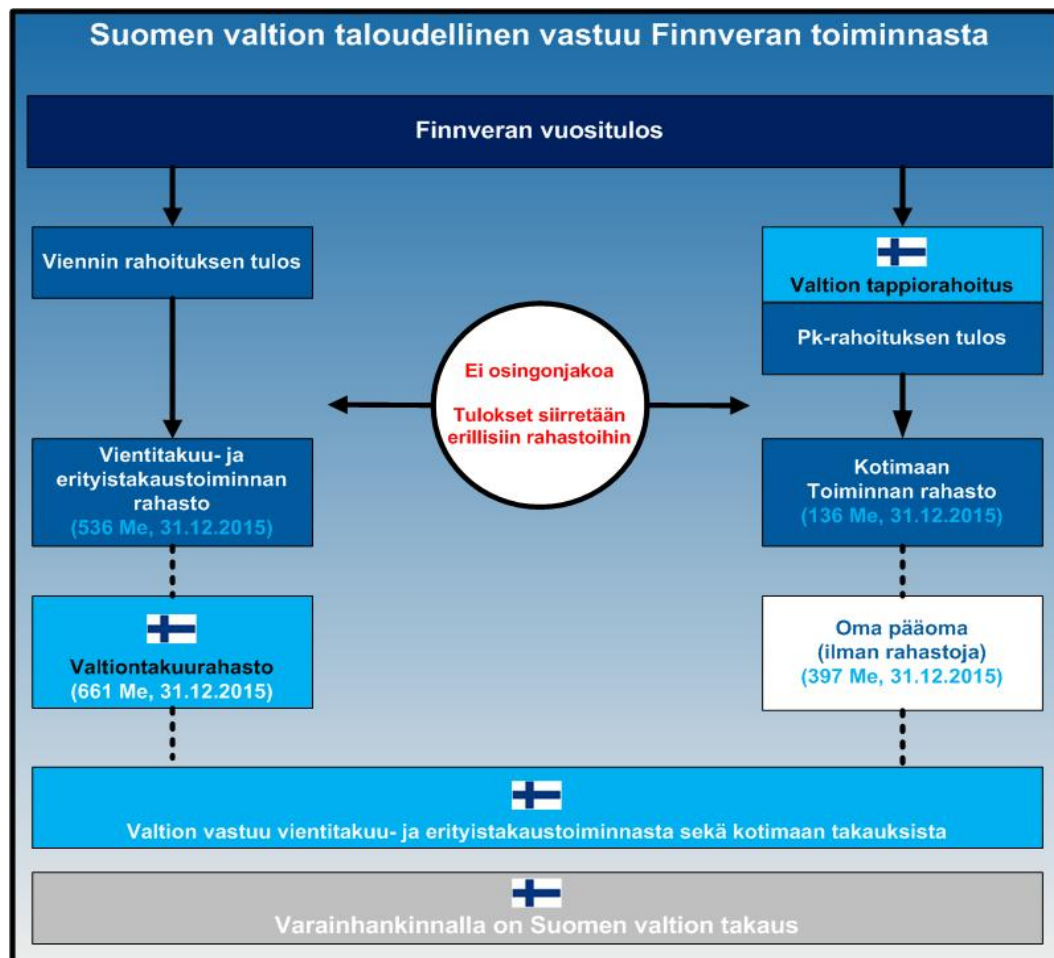 Suomen valtion taloudellinen vastuu Finnveran toiminnasta
Finnveran vuositulos
Viennin rahoituksen tulos
Valtion tappiorahoitus
Pk-rahoituksen tulos
Ei osingonjakoa
Tulokset siirretään
erillisiin rahastoihin
Vientitakuu- ja
erityistakaustoiminnan
rahasto
(536 Me, 31.12.2015)
Kotimaan
Toiminnan rahasto
(136 Me, 31.12.2015)
Valtiontakuurahasto
(661 Me, 31.12.2015)
Oma pääoma
(ilman rahastoja)
(397 Me, 31.12.2015)
Valtion vastuu vientitakuu- ja erityistakaustoiminnasta sekä kotimaan takauksista
Varainhankinnalla on Suomen valtion takaus